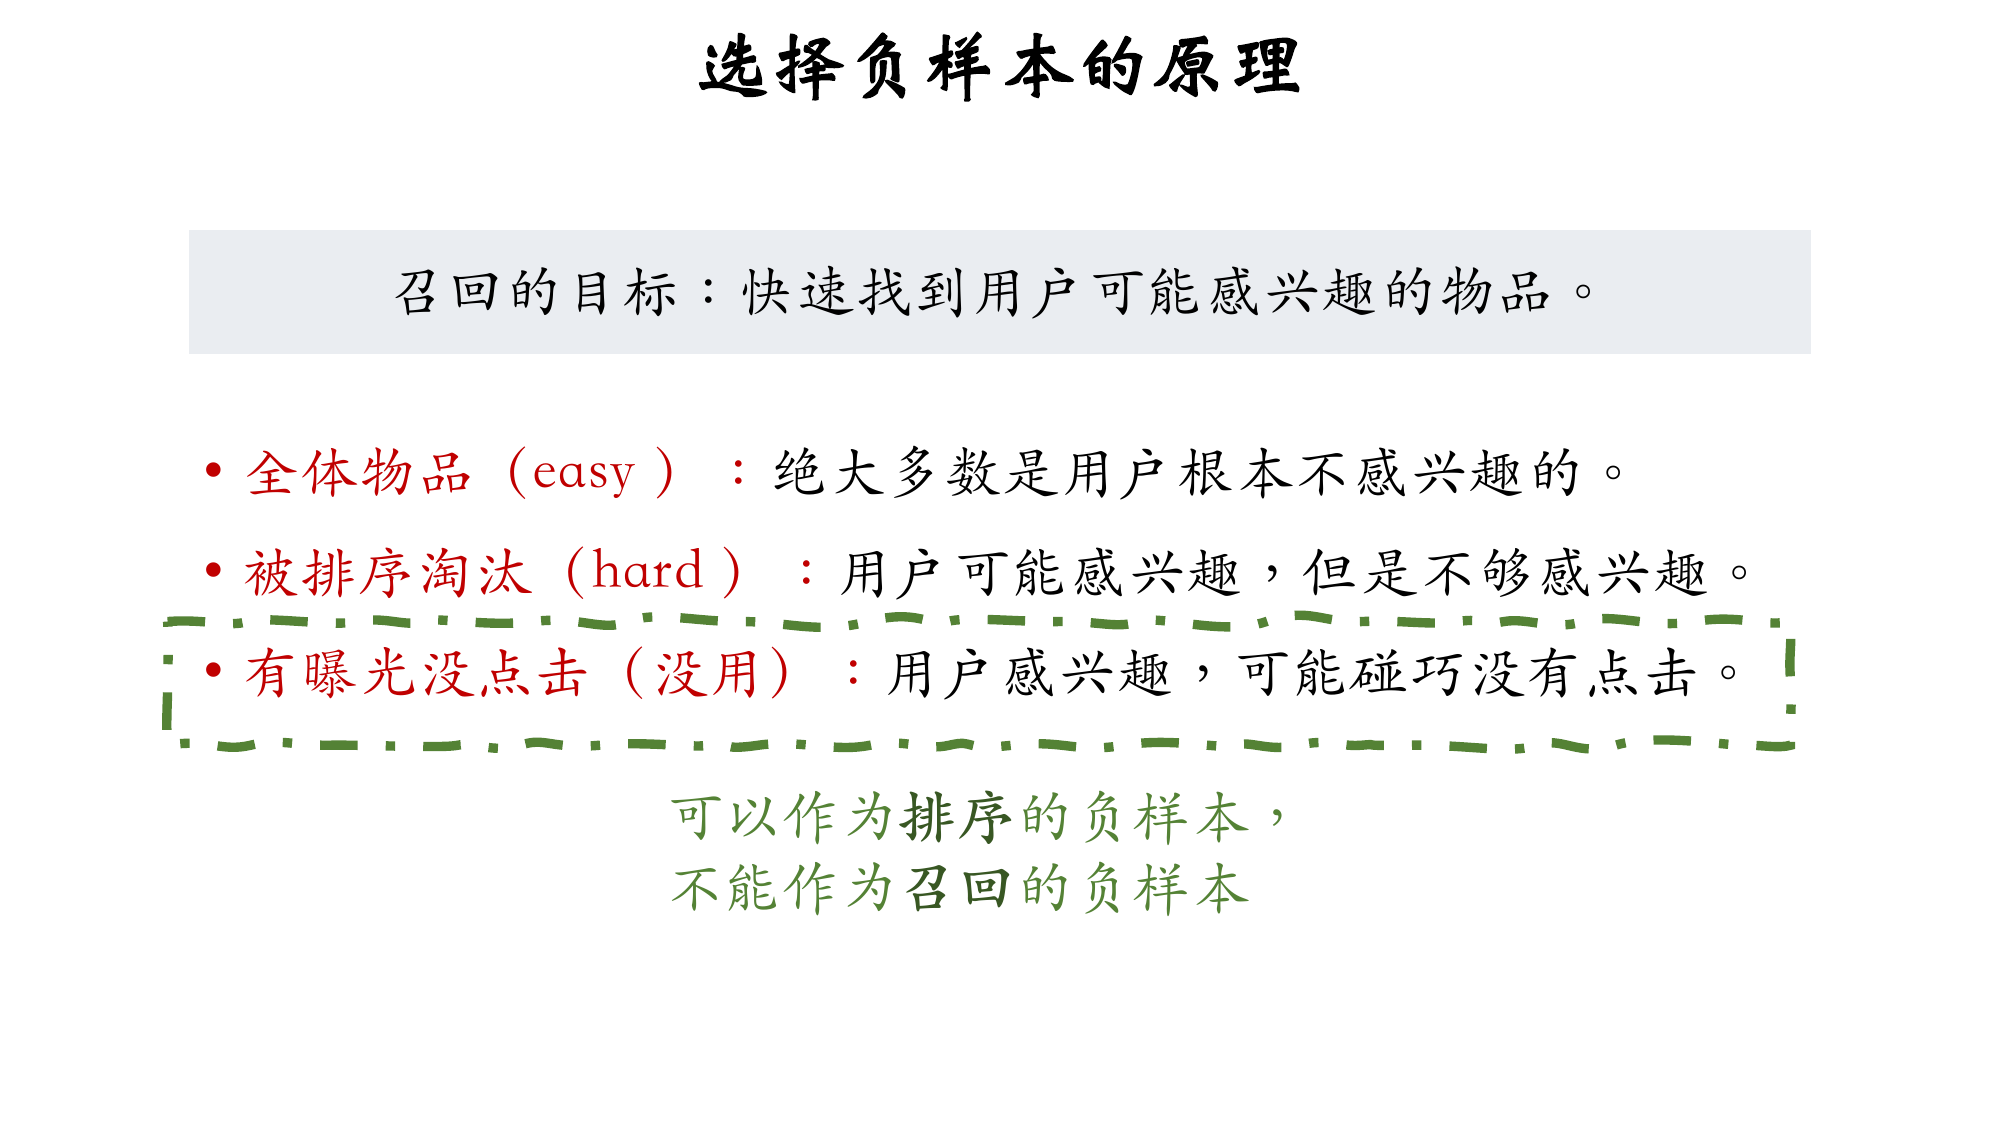 选择负样本的原理
召回的目标：快速找到用户可能感兴趣的物品。
• 全体物品（easy）：绝大多数是用户根本不感兴趣的。
• 被排序淘汰（hard）：用户可能感兴趣，但是不够感兴趣。
• 有曝光没点击（没用）：用户感兴趣，可能碰巧没有点击。
可以作为排序的负样本，
不能作为召回的负样本